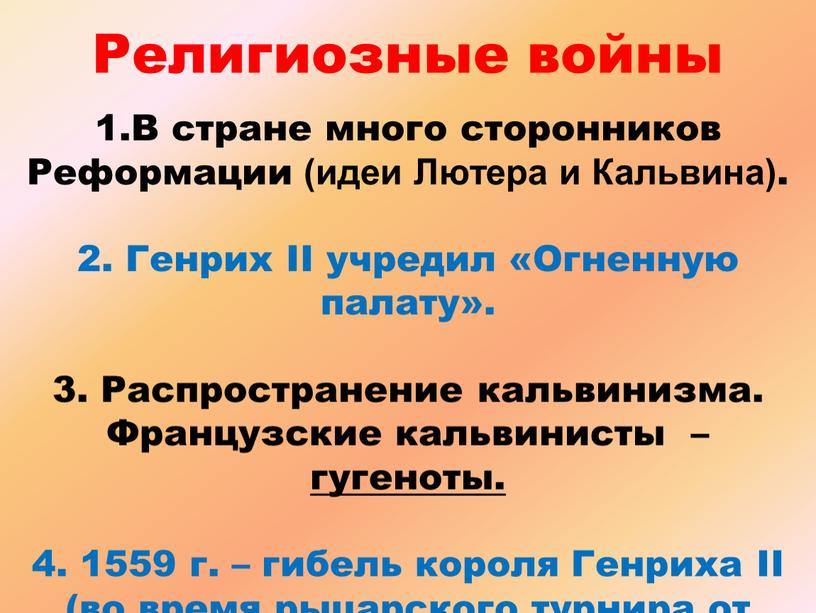 Религиозные войны
1.В стране много сторонников
Реформации (идеи Лютера и Кальвина).
2. Генрих II учредил «Огненную
палату».
3. Распространение кальвинизма.
Французские кальвинисты –
гугеноты.
4. 1559 г. – гибель короля Генриха II
(во время рыцарского турнира от